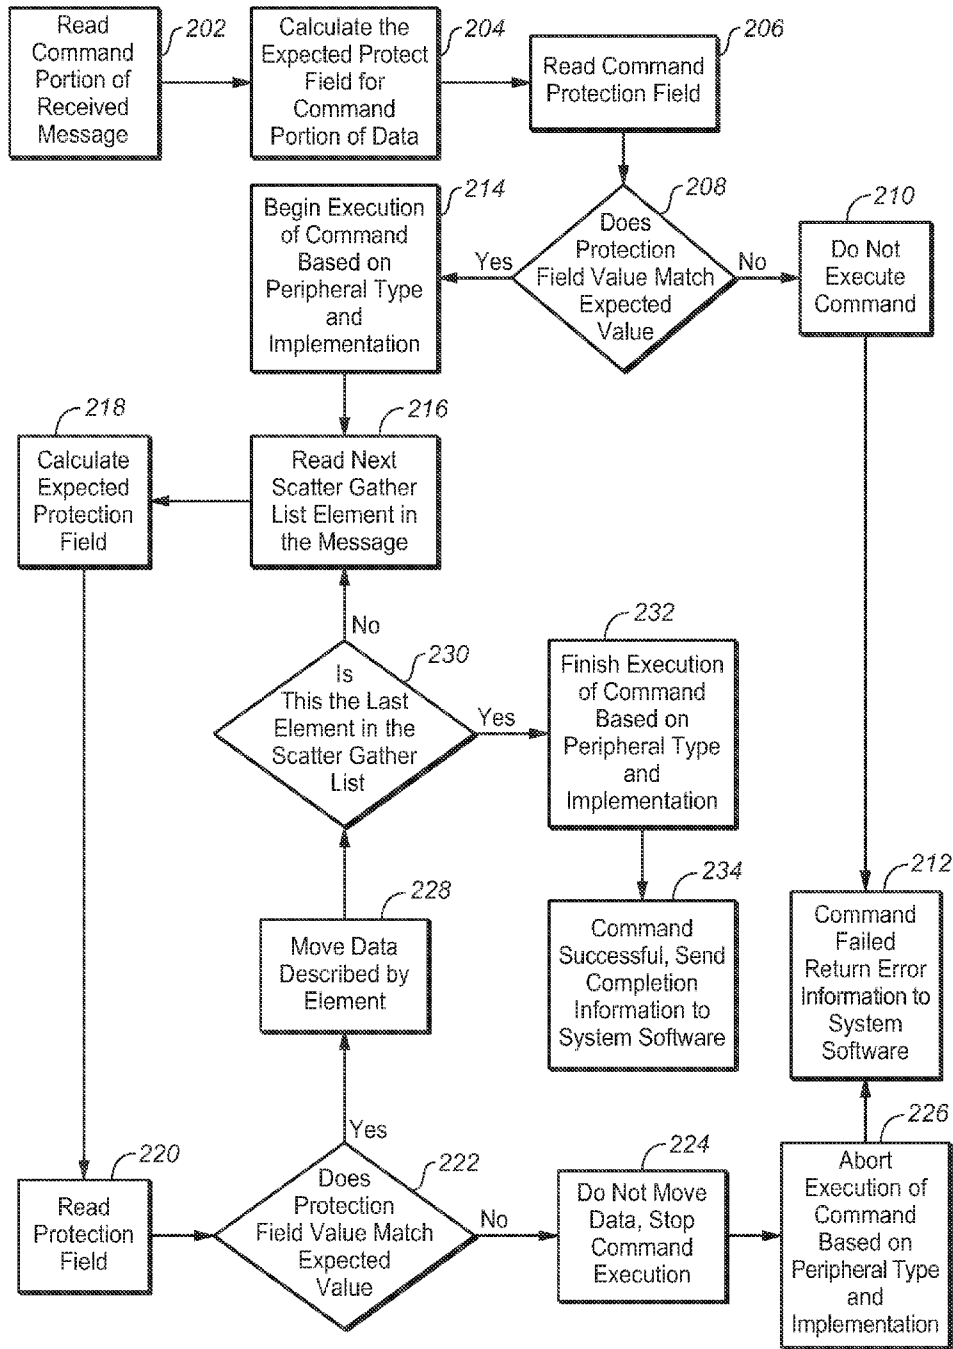 Read
Command
Portion of
Received
Message
202
Calculate the
Expected Protect
Field for
Command
Portion of Data
204
Read Command
Protection Field
206
Begin Execution
of Command
Based on
Peripheral Type
and
Implementation
214
Yes
Does
Protection
Field Value Match
Expected
Value
208
No
Do Not
Execute
Command
210
Calculate
Expected
Protection
Field
218
Read Next
Scatter Gather
List Element in
the Message
216
No
Is
This the Last
Element in the
Scatter Gather
List
230
Yes
Finish Execution
of Command
Based on
Peripheral Type
and
Implementation
232
Move Data
Described by
Element
228
Command
Successful, Send
Completion
Information to
System Software
234
Command
Failed
Return Error
Information to
System
Software
212
Read
Protection
Field
220
Yes
Does
Protection
Field Value Match
Expected
Value
222
No
Do Not Move
Data, Stop
Command
Execution
224
Abort
Execution of
Command
Based on
Peripheral Type
and
Implementation
226